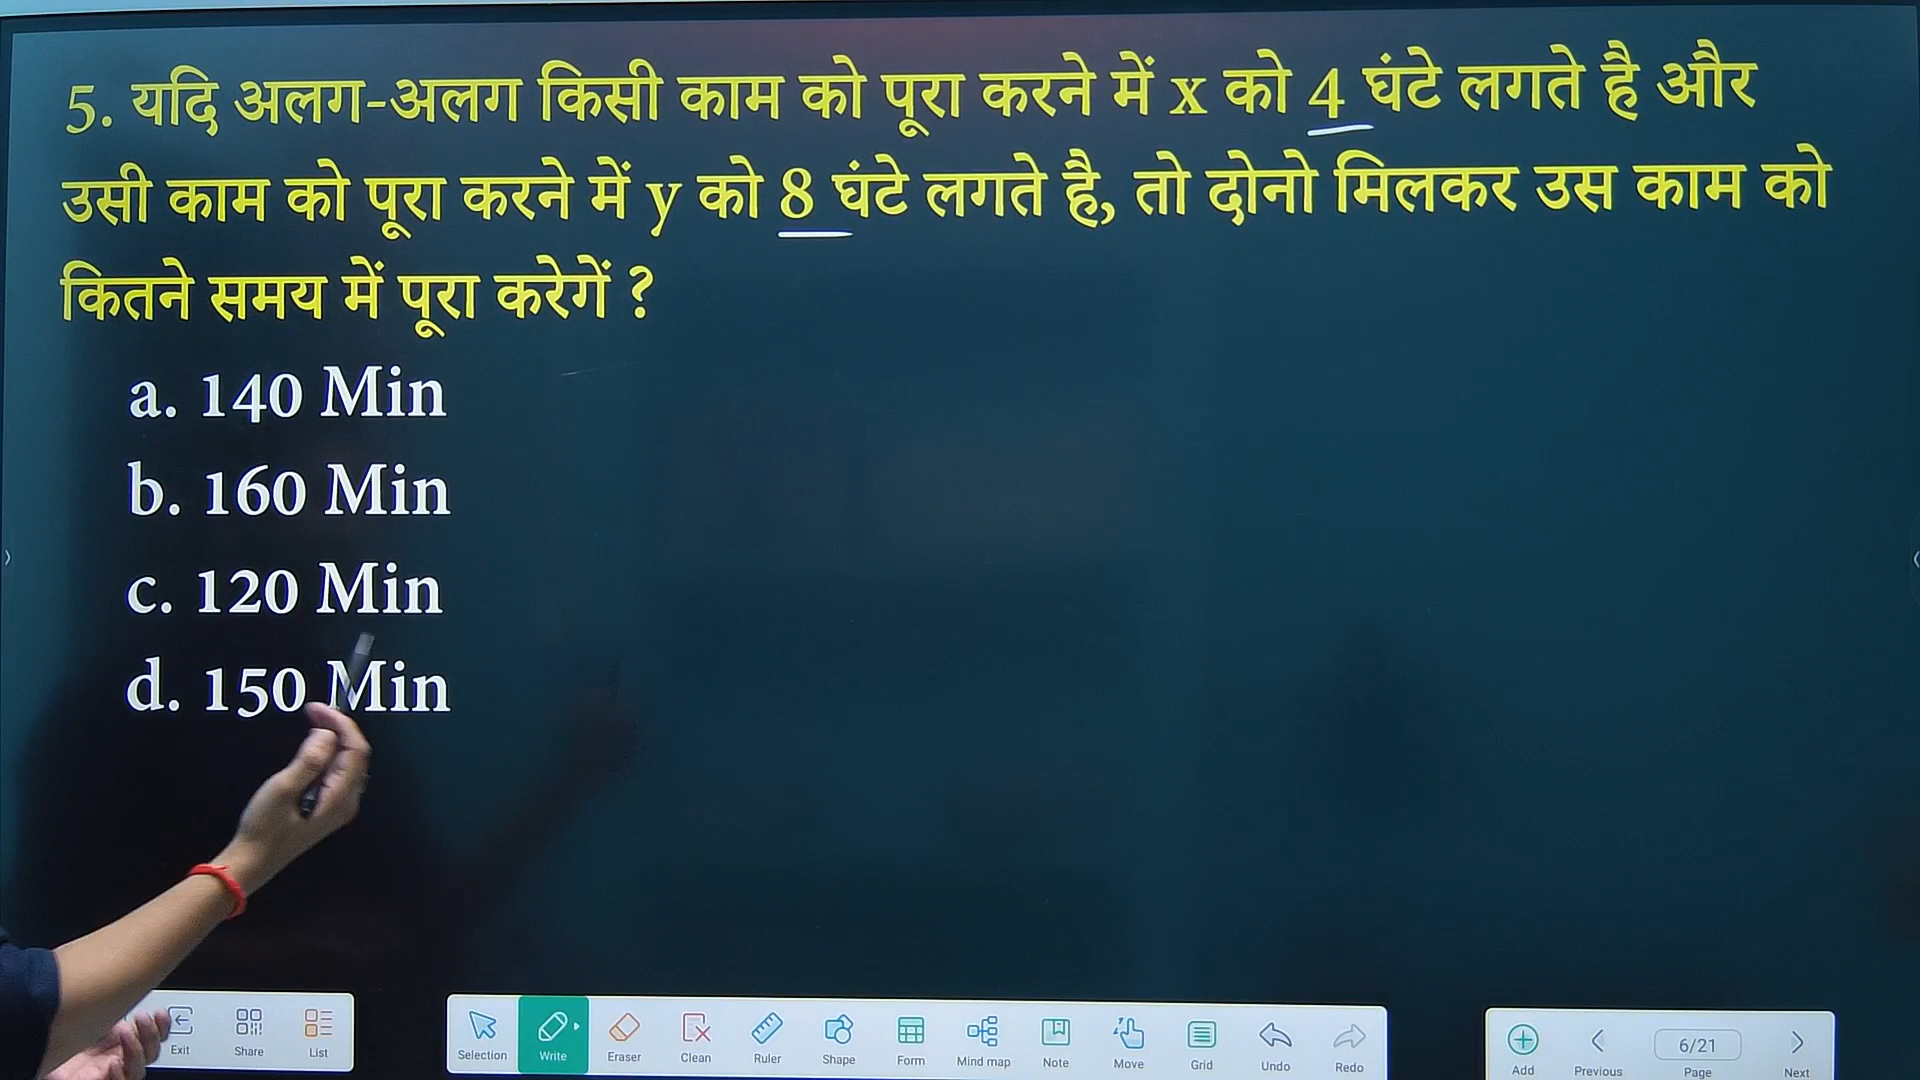 5. यदि अलग-अलग किसी काम को पूरा करने में x को 4 घंटे लगते है और
उसी काम को पूरा करने में y को 8 घंटे लगते है, तो दोनो मिलकर उस काम को
कितने समय में पूरा करेगें ?
a. 140 Min
b. 160 Min
c. 120 Min
d. 150 Min
Exit Share List Selection Write Eraser Clean Ruler Shape Form Mind map Note Move Grid Undo Redo Add Previous 6/21 Page Next